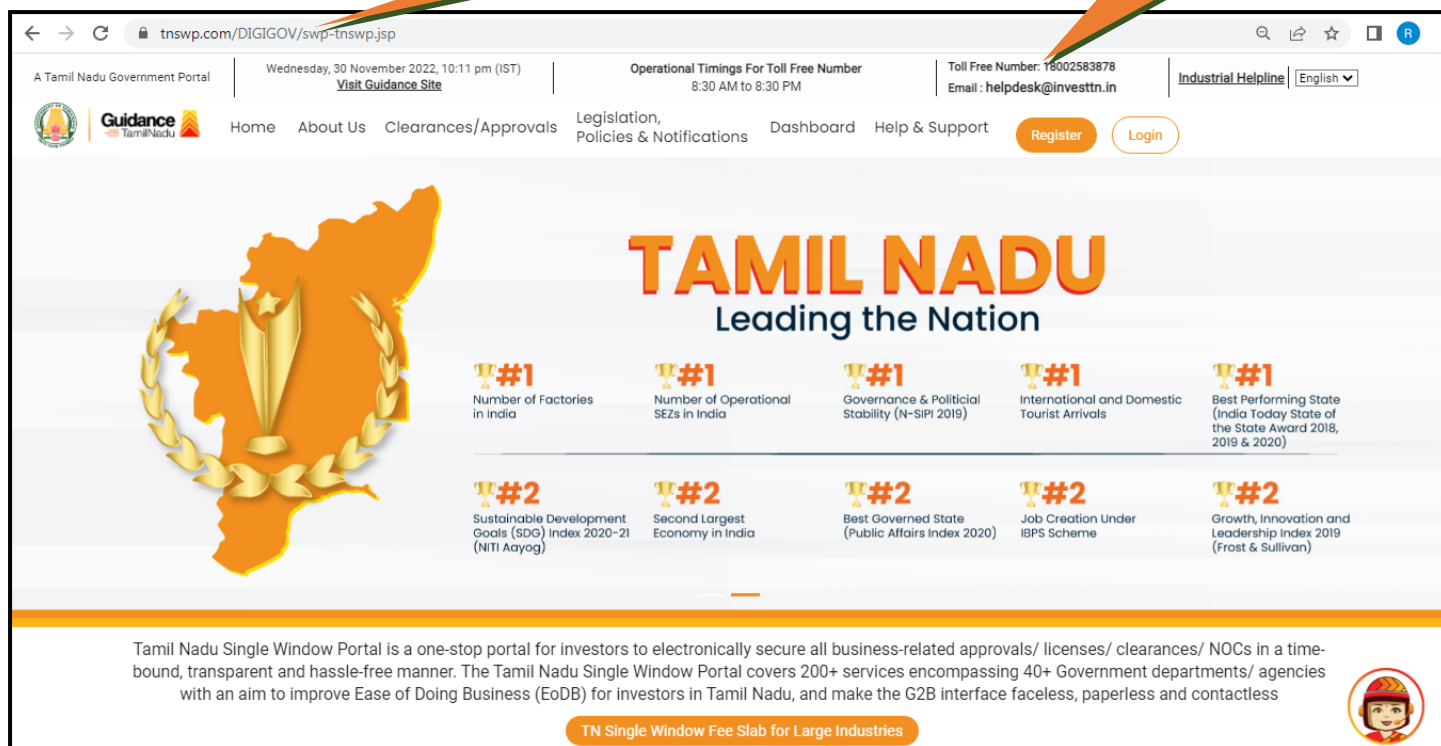 tnswp.com/DIGIGOV/swp-tnswp.jsp
R
A Tamil Nadu Government Portal
Wednesday, 30 November 2022, 10:11 pm (IST)
Visit Guidance Site
Operational Timings For Toll Free Number
8:30 AM to 8:30 PM
Toll Free Number: 18002583878
Email : helpdesk@investtn.in
Industrial Helpline
English
Guidance
TamilNadu
Home
About Us
Clearances/Approvals
Legislation,
Policies & Notifications
Dashboard
Help & Support
Register
Login
TAMIL NADU
Leading the Nation
#1
Number of Factories
in India
#1
Number of Operational
SEZs in India
#1
Governance & Politicial
Stability (N-SIPI 2019)
#1
International and Domestic
Tourist Arrivals
#1
Best Performing State
(India Today State of
the State Award 2018,
2019 & 2020)
#2
Sustainable Development
Goals (SDG) Index 2020-21
(NITI Aayog)
#2
Second Largest
Economy in India
#2
Best Governed State
(Public Affairs Index 2020)
#2
Job Creation Under
IBPS Scheme
#2
Growth, Innovation and
Leadership Index 2019
(Frost & Sullivan)
Tamil Nadu Single Window Portal is a one-stop portal for investors to electronically secure all business-related approvals/ licenses/ clearances/ NOCs in a time-
bound, transparent and hassle-free manner. The Tamil Nadu Single Window Portal covers 200+ services encompassing 40+ Government departments/ agencies
with an aim to improve Ease of Doing Business (EoDB) for investors in Tamil Nadu, and make the G2B interface faceless, paperless and contactless
TN Single Window Fee Slab for Large Industries